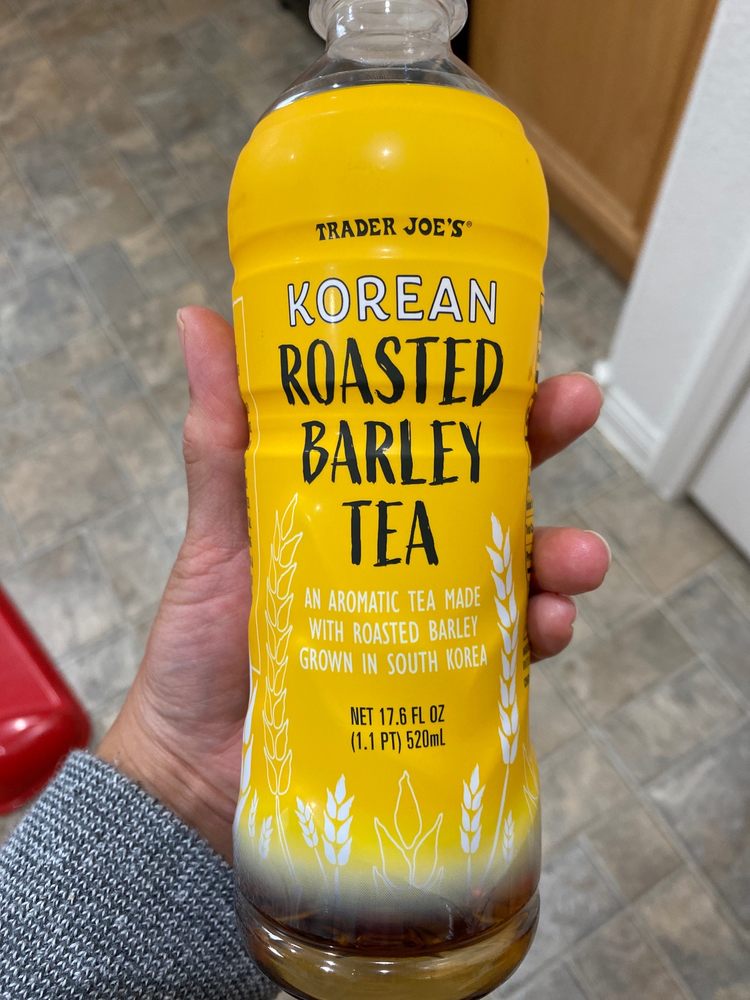 TRADER JOE'S®
KOREAN
ROASTED
BARLEY
TEA
AN AROMATIC TEA MADE
WITH ROASTED BARLEY
GROWN IN SOUTH KOREA
NET 17.6 FL OZ
(1.1 PT) 520mL